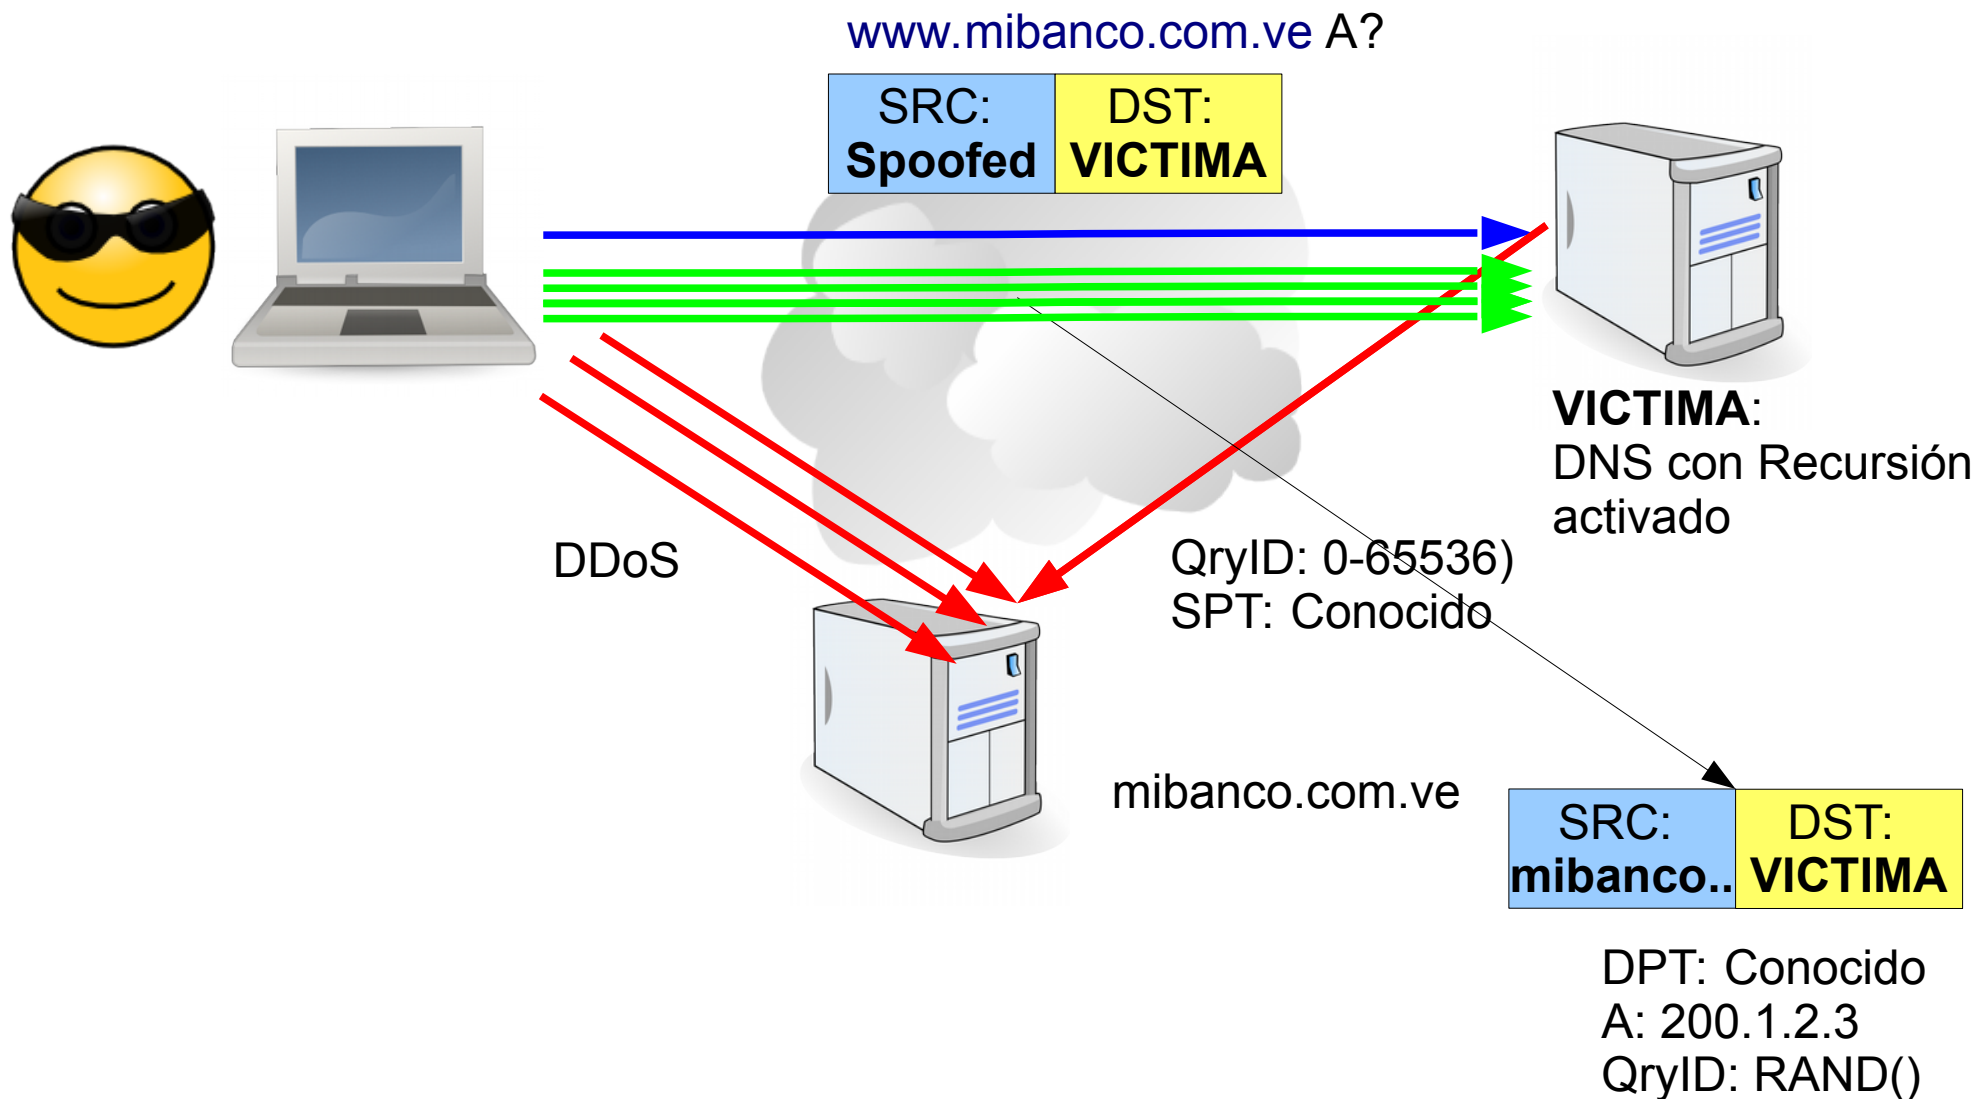 www.mibanco.com.ve A?
SRC:
Spoofed
DST:
VICTIMA
VICTIMA:
DNS con Recursión
activado
DDoS
QryID: 0-65536)
SPT: Conocido
mibanco.com.ve
SRC:
mibanco..
DST:
VICTIMA
DPT: Conocido
A: 200.1.2.3
QryID: RAND()